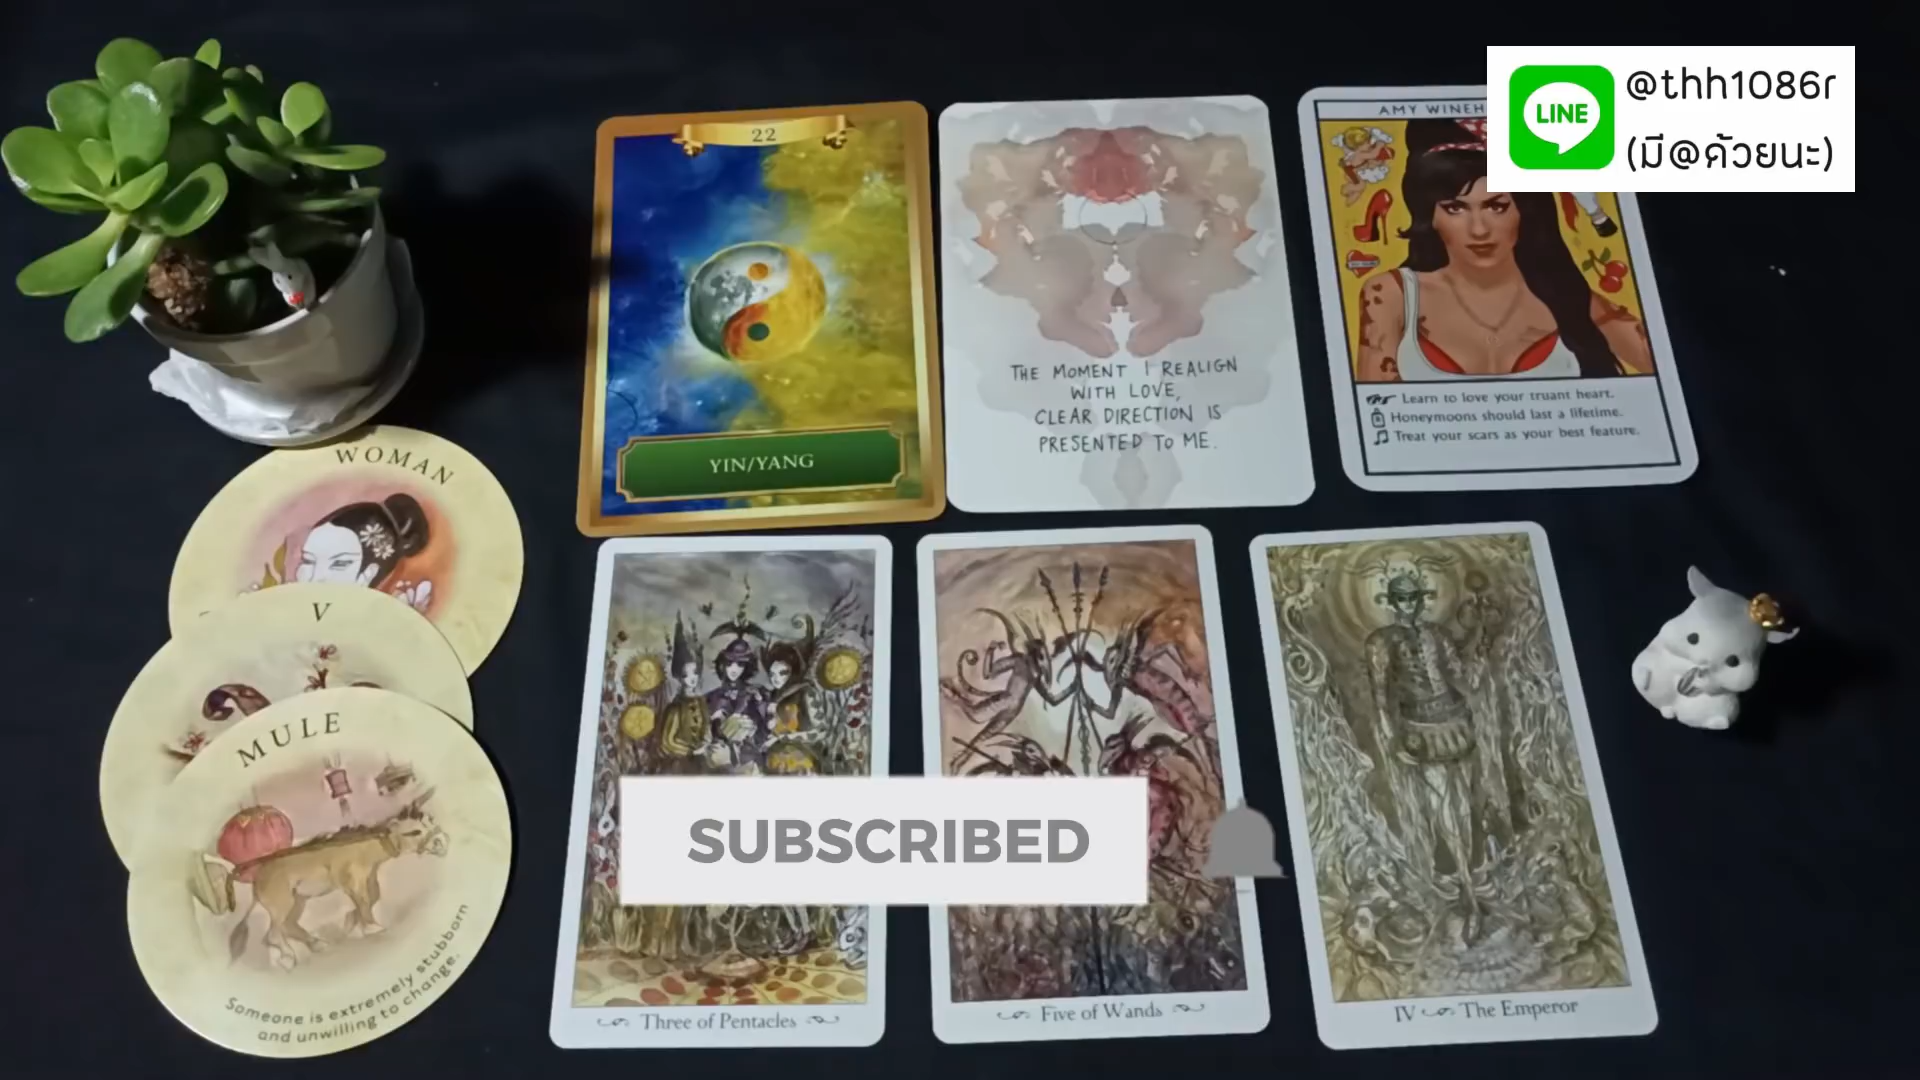 LINE
@thh1086r
(มี@ด้วยนะ)
22
YIN/YANG
THE MOMENT I REALIGN
WITH LOVE,
CLEAR DIRECTION IS
PRESENTED TO ME.
AMY WINEH
Learn to love your truant heart.
Honeymoons should last a lifetime.
Treat your scars as your best feature.
WOMAN
V
MULE
Someone is extremely stubborn
and unwilling to change.
SUBSCRIBED
Three of Pentacles
Five of Wands
IV The Emperor